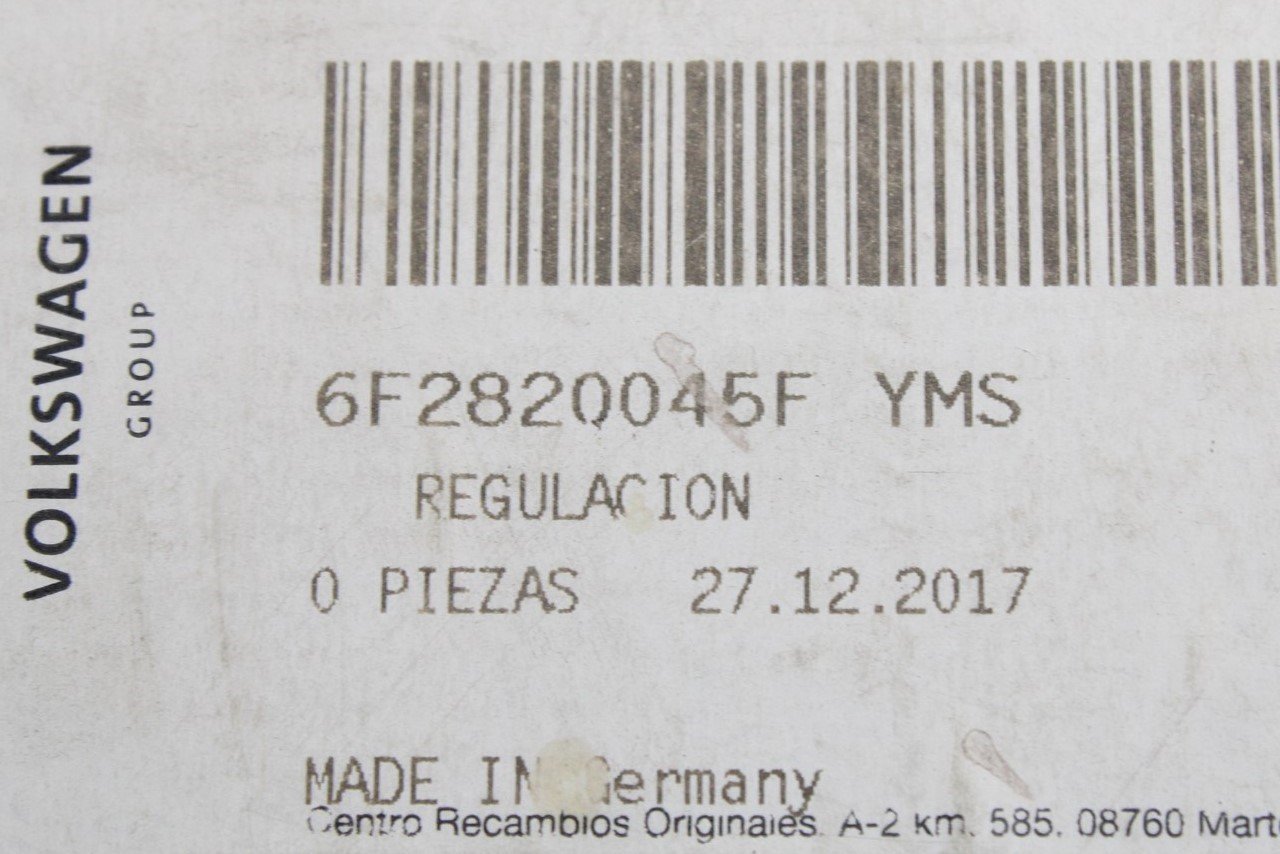 VOLKSWAGEN
GROUP
6F2820045F YMS
REGULACION
0 PIEZAS 27.12.2017
MADE IN Germany
Centro Recambios Originales. A-2 km. 585. 08760 Marto